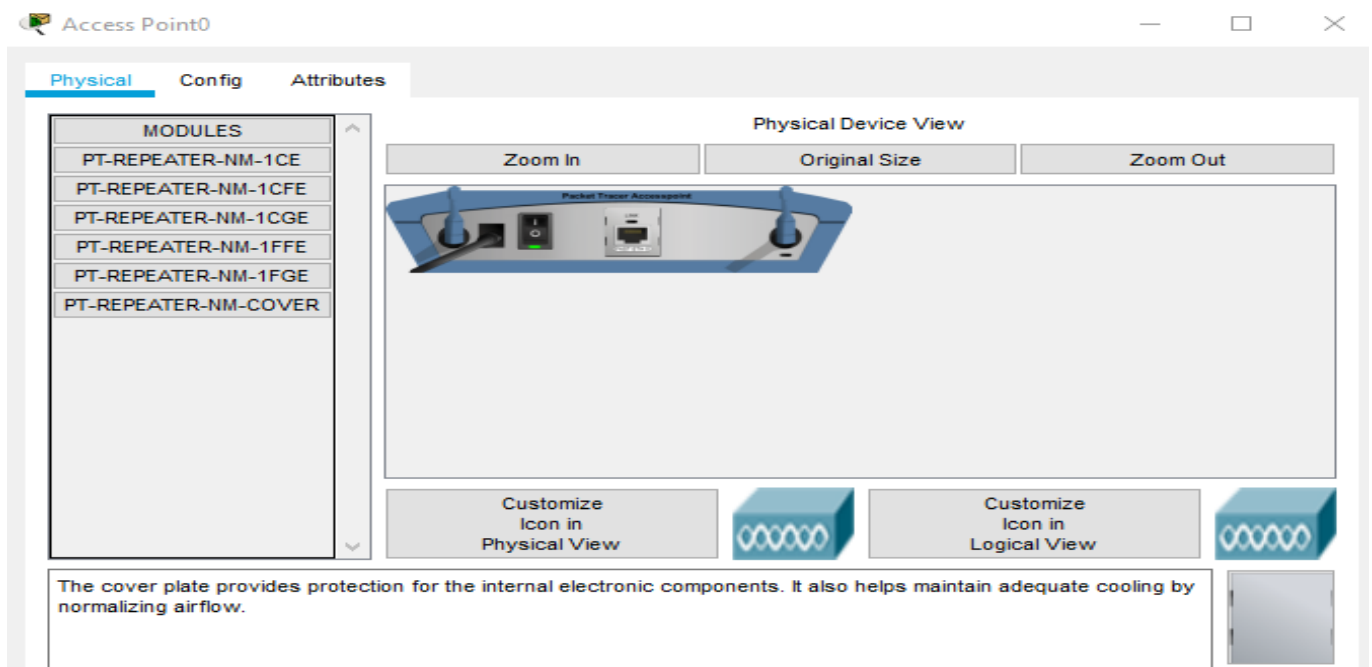 Access Point0
Physical Config Attributes
MODULES
PT-REPEATER-NM-1CE
PT-REPEATER-NM-1CFE
PT-REPEATER-NM-1CGE
PT-REPEATER-NM-1FFE
PT-REPEATER-NM-1FGE
PT-REPEATER-NM-COVER
Physical Device View
Zoom In Original Size Zoom Out
Packet Tracer Accesspoint
Customize
Icon in
Physical View
Customize
Icon in
Logical View
The cover plate provides protection for the internal electronic components. It also helps maintain adequate cooling by
normalizing airflow.